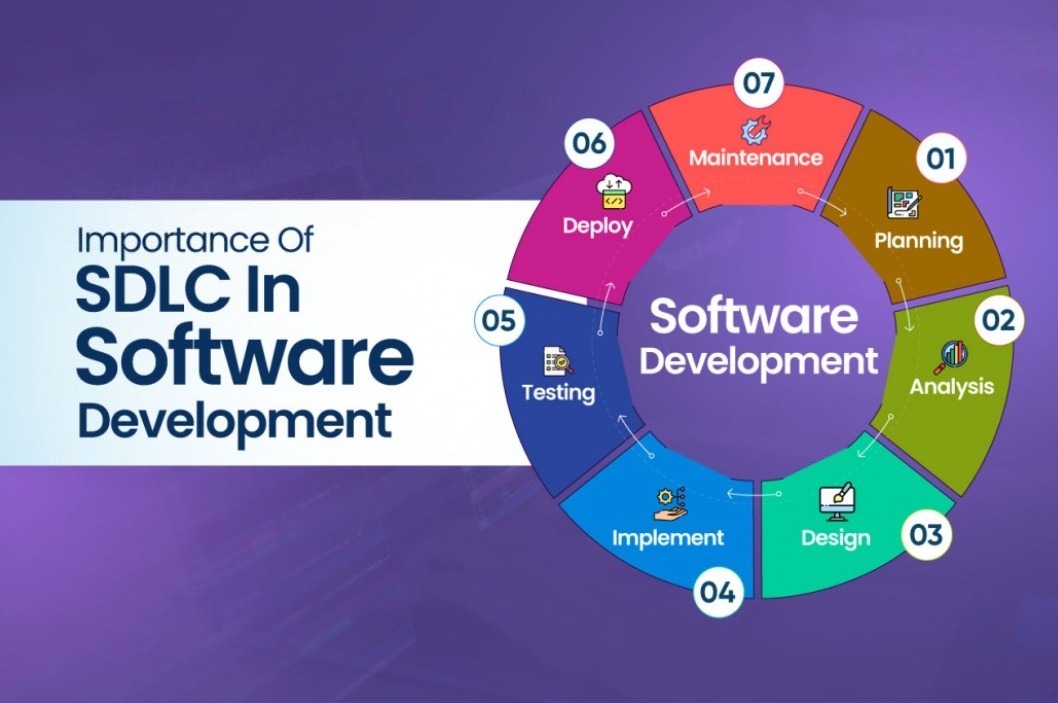 Importance Of
SDLC In
Software
Development
Software
Development
07
Maintenance
01
Planning
02
Analysis
03
Design
04
Implement
05
Testing
06
Deploy